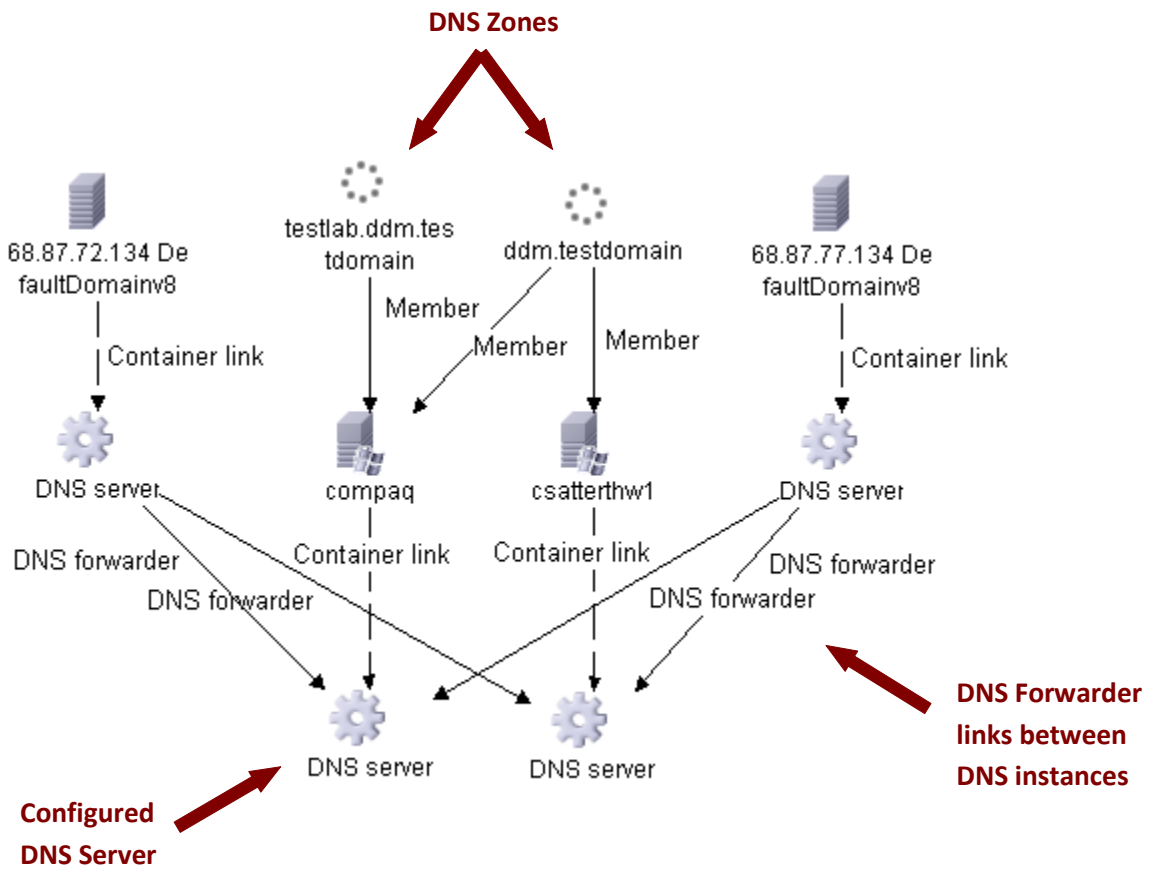 DNS Zones
68.87.72.134 De
faultDomainv8
testlab.ddm.tes
tdomain
ddm.testdomain
68.87.77.134 De
faultDomainv8
Container link
Member
Member
Member
Container link
DNS server
compaq
csatterthw1
DNS server
DNS forwarder
DNS forwarder
Container link
Container link
DNS forwarder
DNS forwarder
DNS server
DNS server
DNS Forwarder
links between
DNS instances
Configured
DNS Server